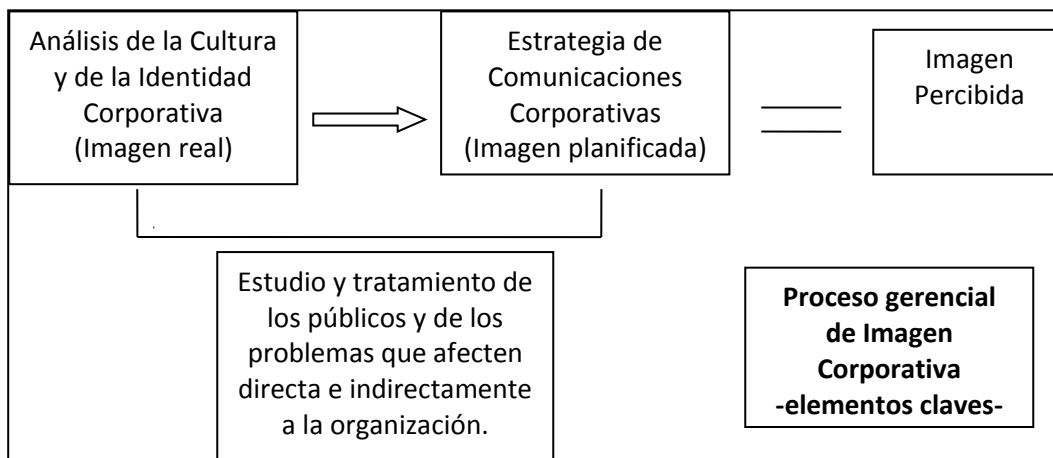 Análisis de la Cultura
y de la Identidad
Corporativa
(Imagen real)
Estrategia de
Comunicaciones
Corporativas
(Imagen planificada)
Imagen
Percibida
Estudio y tratamiento de
los públicos y de los
problemas que afecten
directa e indirectamente
a la organización.
Proceso gerencial
de Imagen
Corporativa
-elementos claves-